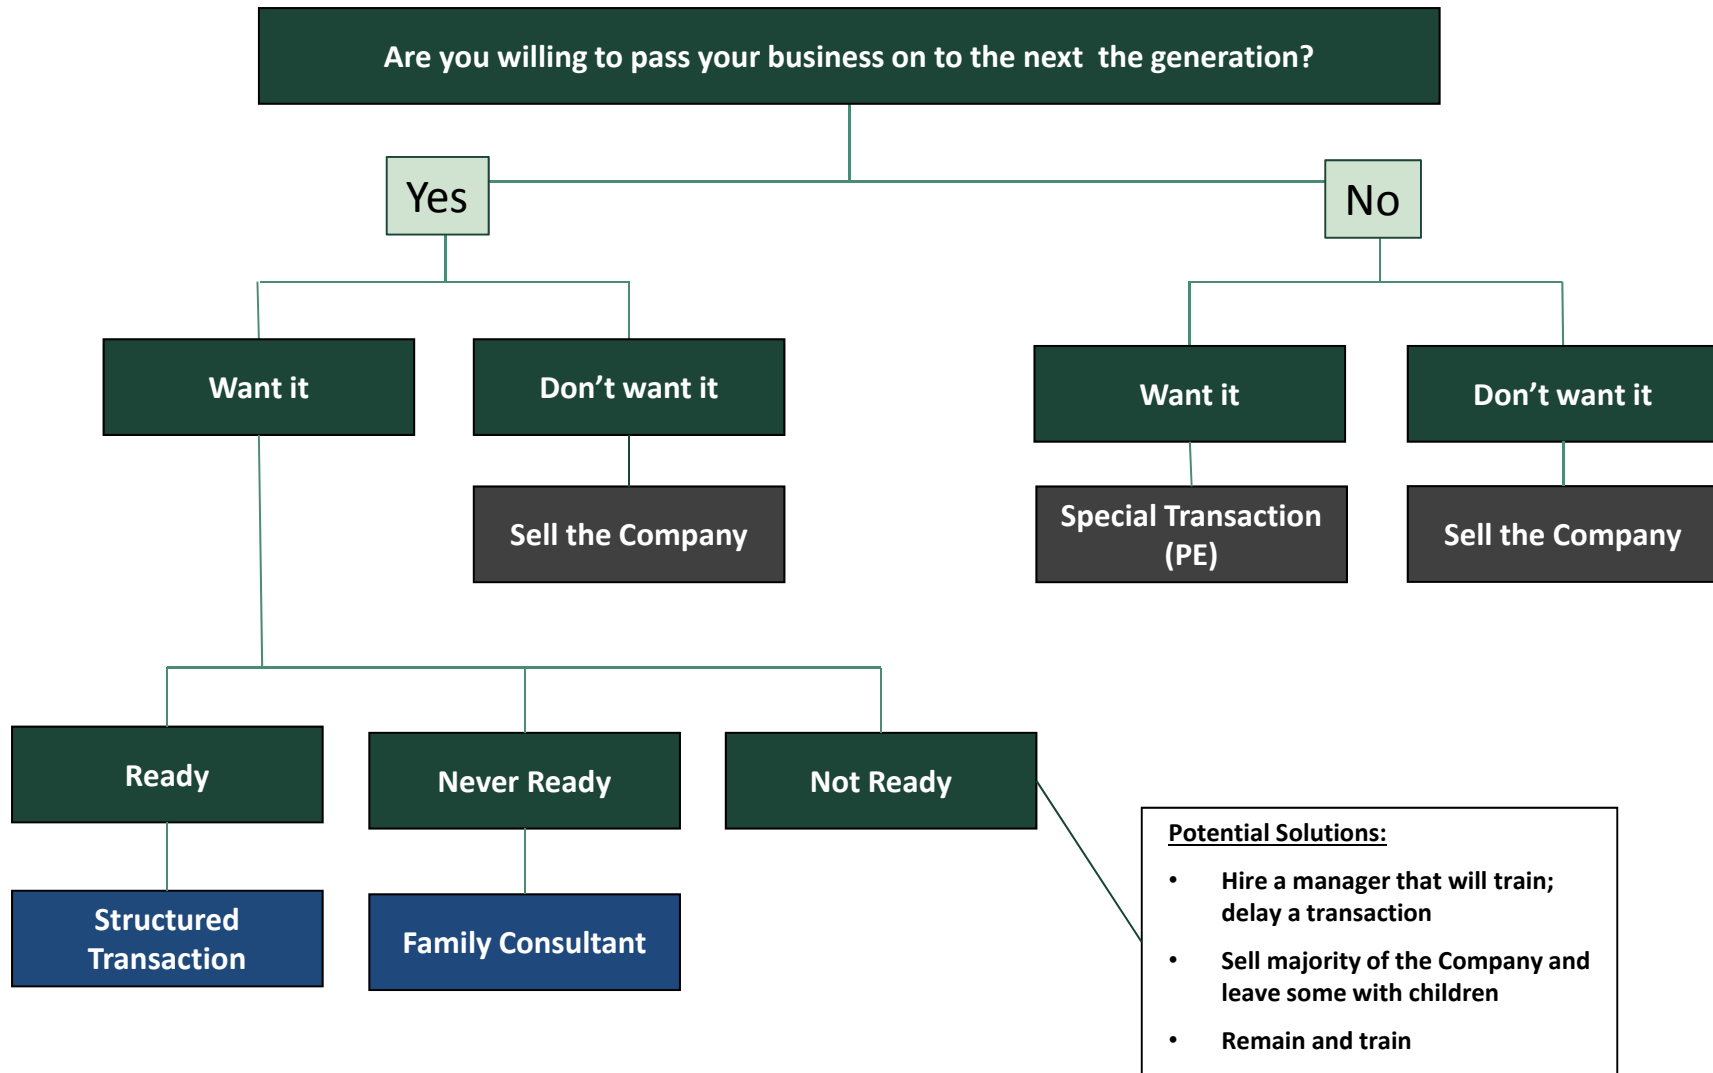 Are you willing to pass your business on to the next  the generation?
Yes
No
Want it
Don’t want it
Want it
Don’t want it
Sell the Company
Special Transaction
(PE)
Sell the Company
Ready
Never Ready
Not Ready
Structured
Transaction
Family Consultant
Potential Solutions:
• Hire a manager that will train;
delay a transaction
• Sell majority of the Company and
leave some with children
• Remain and train